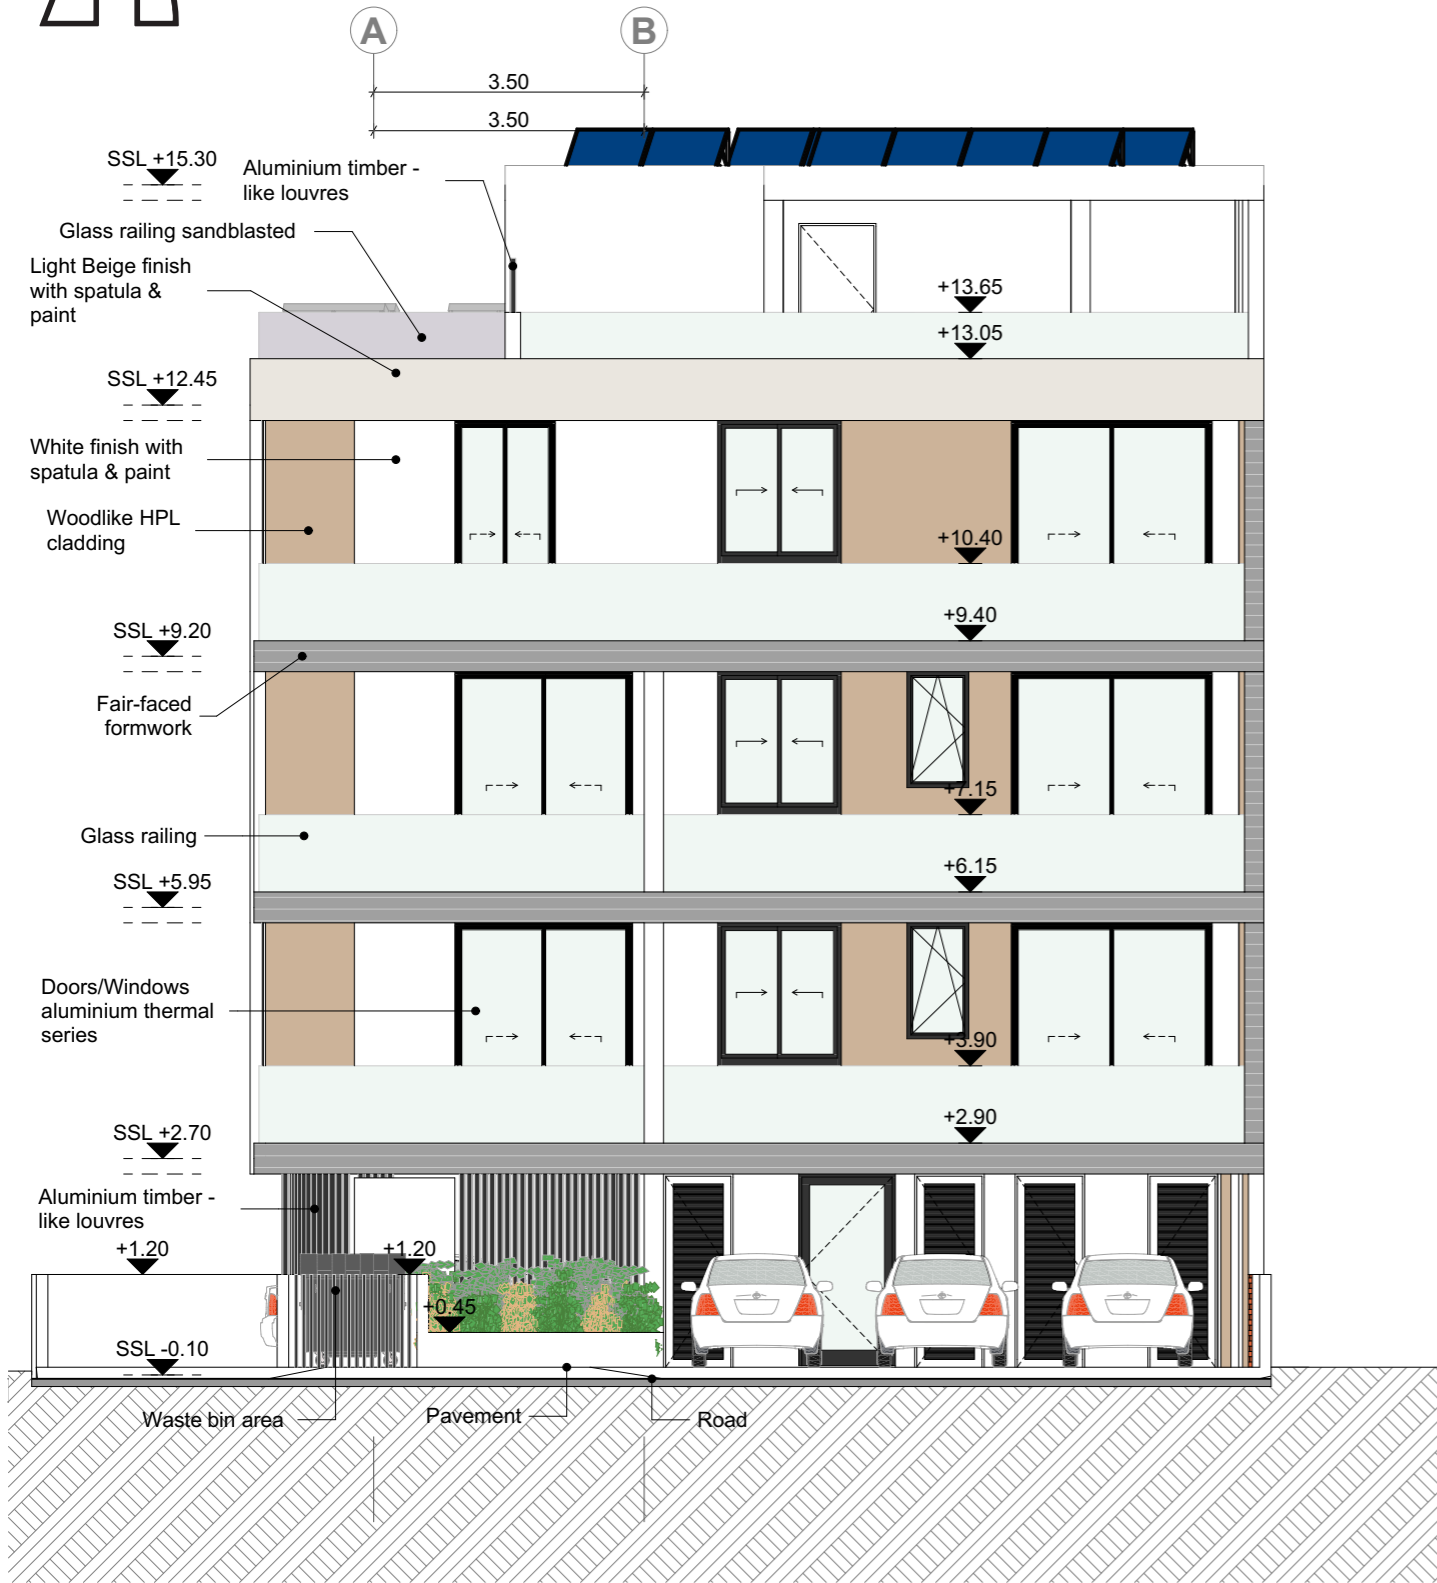 A
B
3.50
3.50
SSL +15.30
Aluminium timber -
like louvres
Glass railing sandblasted
Light Beige finish
with spatula &
paint
+13.65
+13.05
SSL +12.45
White finish with
spatula & paint
Woodlike HPL
cladding
+10.40
+9.40
SSL +9.20
Fair-faced
formwork
+7.15
Glass railing
+6.15
SSL +5.95
Doors/Windows
aluminium thermal
series
+3.90
+2.90
SSL +2.70
Aluminium timber -
like louvres
+1.20
+1.20
+0.45
SSL -0.10
Waste bin area
Pavement
Road